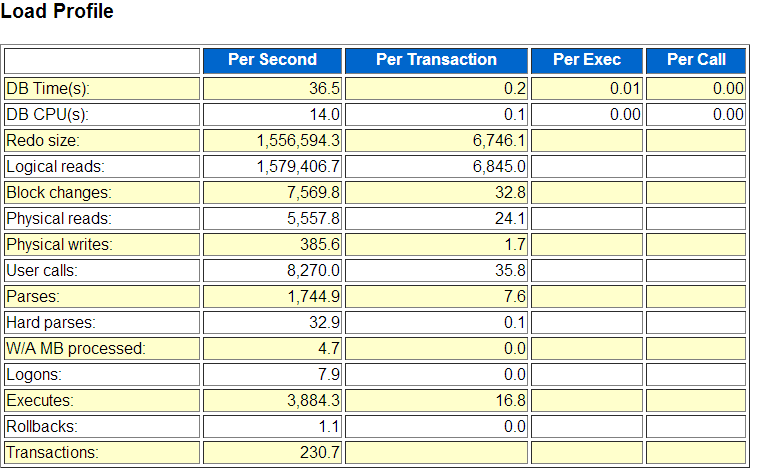 Load Profile
Per Second Per Transaction Per Exec Per Call
DB Time(s): 36.5 0.2 0.01 0.00
DB CPU(s): 14.0 0.1 0.00 0.00
Redo size: 1,556,594.3 6,746.1
Logical reads: 1,579,406.7 6,845.0
Block changes: 7,569.8 32.8
Physical reads: 5,557.8 24.1
Physical writes: 385.6 1.7
User calls: 8,270.0 35.8
Parses: 1,744.9 7.6
Hard parses: 32.9 0.1
W/A MB processed: 4.7 0.0
Logons: 7.9 0.0
Executes: 3,884.3 16.8
Rollbacks: 1.1 0.0
Transactions: 230.7